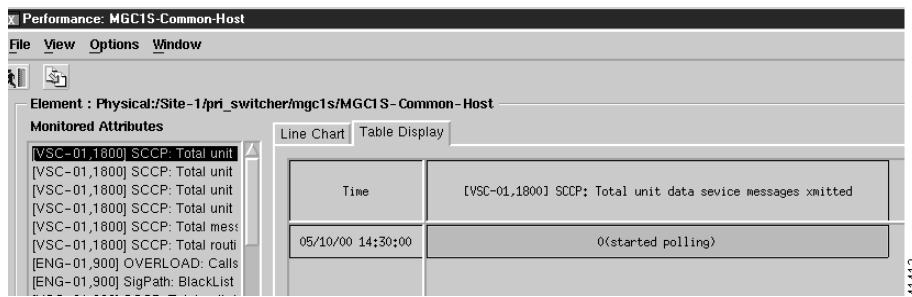 Performance: MGC1S-Common-Host
File View Options Window
Element : Physical:/Site-1/pri_switcher/mgc1s/MGC1S-Common-Host
Monitored Attributes
[VSC-01,1800] SCCP: Total unit
[VSC-01,1800] SCCP: Total unit
[VSC-01,1800] SCCP: Total unit
[VSC-01,1800] SCCP: Total unit
[VSC-01,1800] SCCP: Total mess
[VSC-01,1800] SCCP: Total routi
[ENG-01,900] OVERLOAD: Calls
[ENG-01,900] SigPath: BlackList
Line Chart Table Display
Time [VSC-01,1800] SCCP: Total unit data sevice messages xmitted
05/10/00 14:30:00 0(started polling)